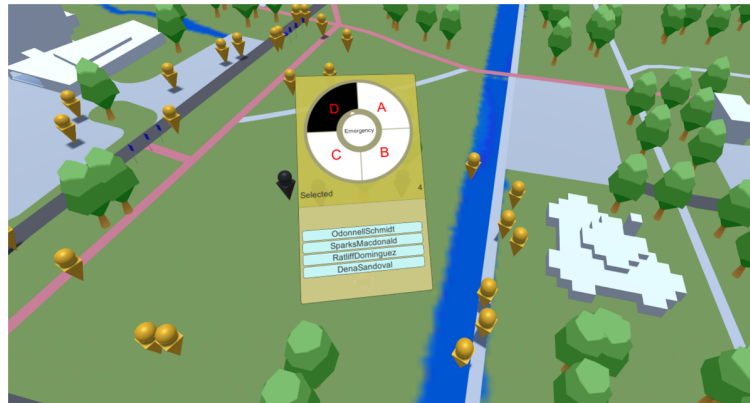 D A
Emergency
C B
Selected 4
OdonnellSchmidt
SparksMacdonald
RatliffDominguez
DenaSandoval